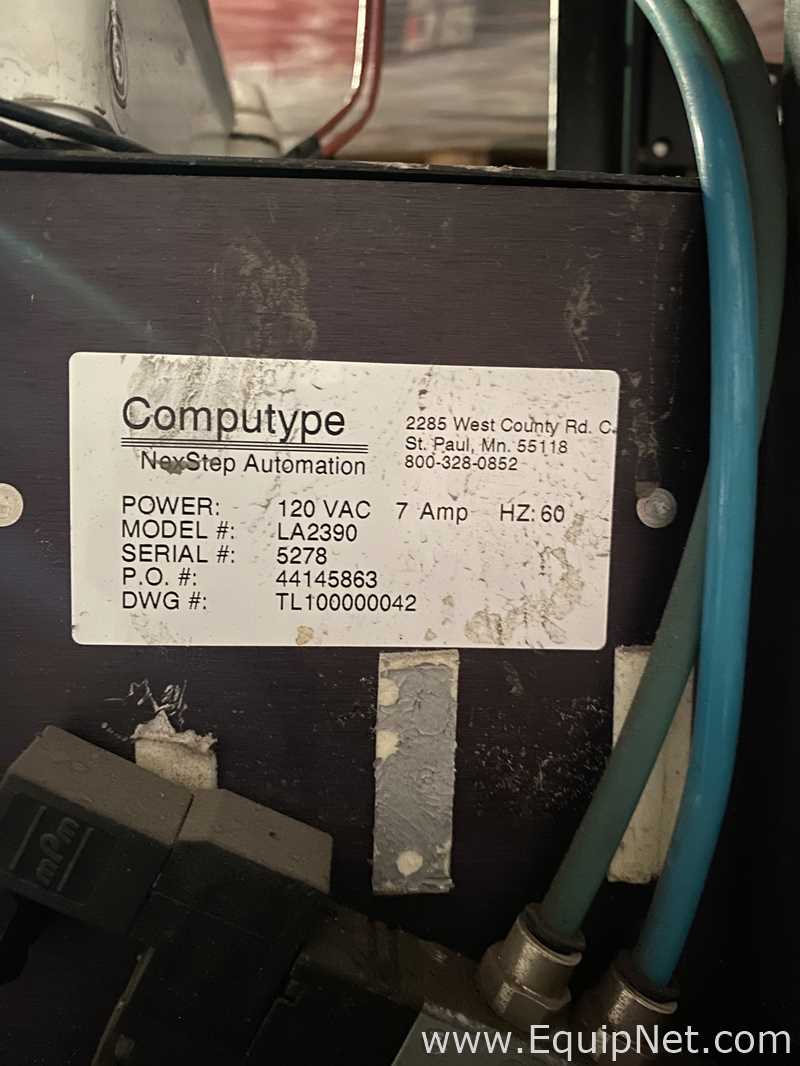 Computype
NexStep Automation
2285 West County Rd. C.
St. Paul, Mn. 55118
800-328-0852
POWER: 120 VAC 7 Amp HZ: 60
MODEL #: LA2390
SERIAL #: 5278
P.O. #: 44145863
DWG #: TL100000042
mPm
www.EquipNet.com